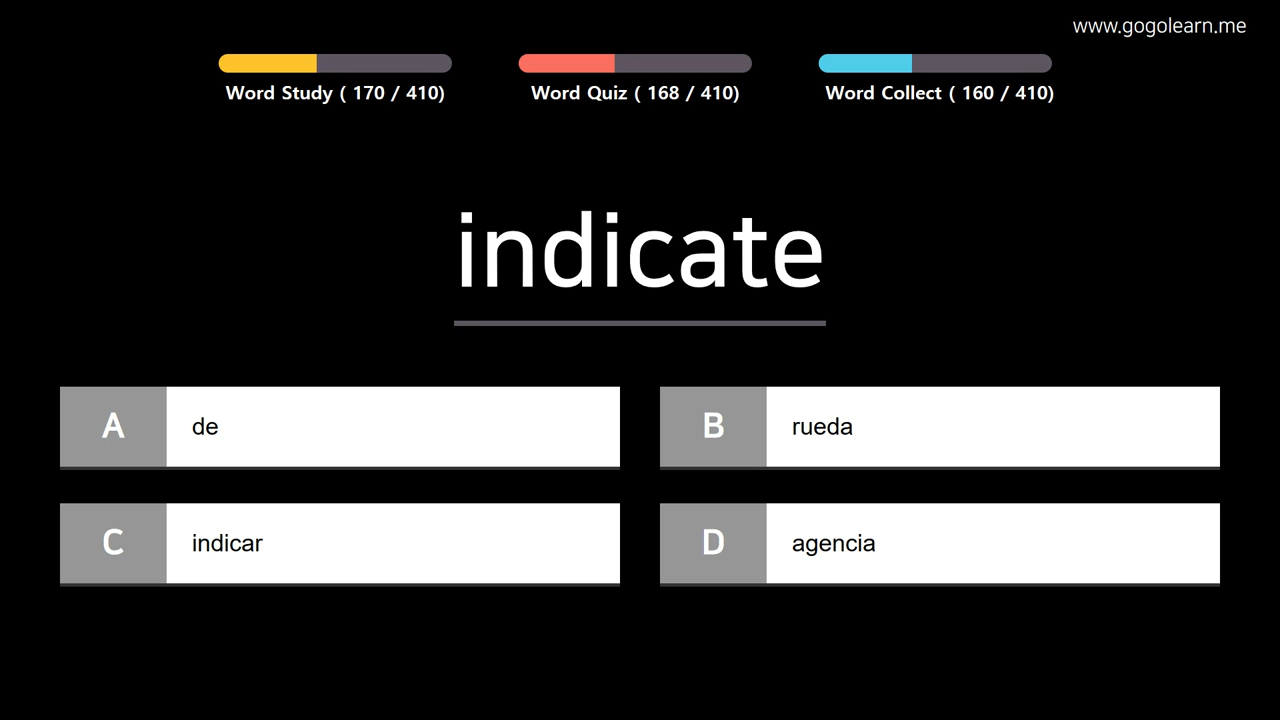 www.gogolearn.me
Word Study ( 170 / 410)
Word Quiz ( 168 / 410)
Word Collect ( 160 / 410)
indicate
A de
B rueda
C indicar
D agencia